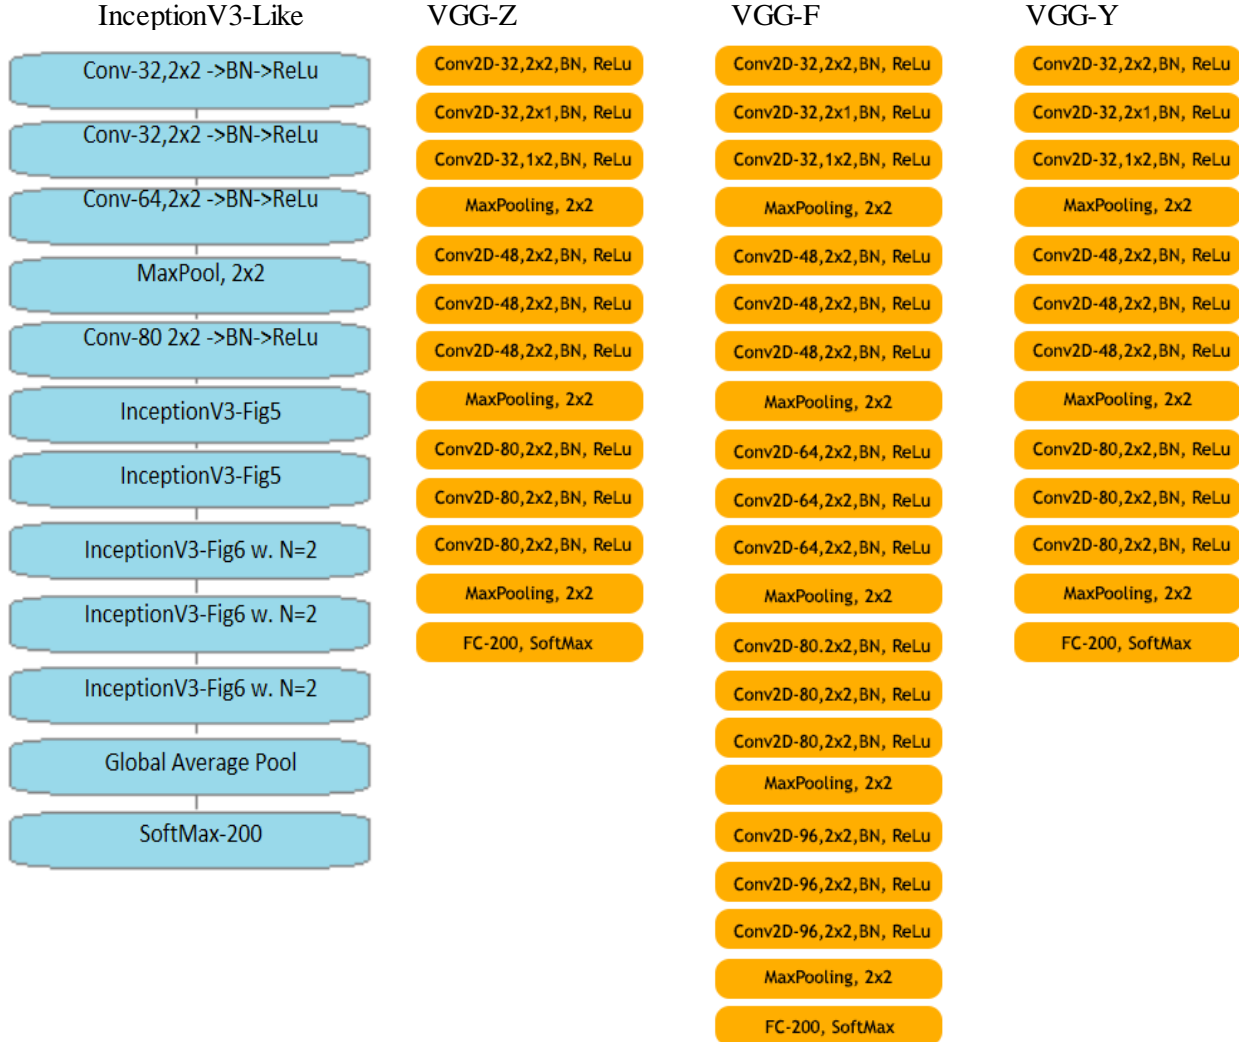 InceptionV3-Like
Conv-32,2x2 ->BN->ReLu
Conv-32,2x2 ->BN->ReLu
Conv-64,2x2 ->BN->ReLu
MaxPool, 2x2
Conv-80 2x2 ->BN->ReLu
InceptionV3-Fig5
InceptionV3-Fig5
InceptionV3-Fig6 w. N=2
InceptionV3-Fig6 w. N=2
InceptionV3-Fig6 w. N=2
Global Average Pool
SoftMax-200
VGG-Z
Conv2D-32,2x2,BN, ReLu
Conv2D-32,2x1,BN, ReLu
Conv2D-32,1x2,BN, ReLu
MaxPooling, 2x2
Conv2D-48,2x2,BN, ReLu
Conv2D-48,2x2,BN, ReLu
Conv2D-48,2x2,BN, ReLu
MaxPooling, 2x2
Conv2D-80,2x2,BN, ReLu
Conv2D-80,2x2,BN, ReLu
Conv2D-80,2x2,BN, ReLu
MaxPooling, 2x2
FC-200, SoftMax
VGG-F
Conv2D-32,2x2,BN, ReLu
Conv2D-32,2x1,BN, ReLu
Conv2D-32,1x2,BN, ReLu
MaxPooling, 2x2
Conv2D-48,2x2,BN, ReLu
Conv2D-48,2x2,BN, ReLu
Conv2D-48,2x2,BN, ReLu
MaxPooling, 2x2
Conv2D-64,2x2,BN, ReLu
Conv2D-64,2x2,BN, ReLu
Conv2D-64,2x2,BN, ReLu
MaxPooling, 2x2
Conv2D-80.2x2,BN, ReLu
Conv2D-80,2x2,BN, ReLu
Conv2D-80,2x2,BN, ReLu
MaxPooling, 2x2
Conv2D-96,2x2,BN, ReLu
Conv2D-96,2x2,BN, ReLu
Conv2D-96,2x2,BN, ReLu
MaxPooling, 2x2
FC-200, SoftMax
VGG-Y
Conv2D-32,2x2,BN, ReLu
Conv2D-32,2x1,BN, ReLu
Conv2D-32,1x2,BN, ReLu
MaxPooling, 2x2
Conv2D-48,2x2,BN, ReLu
Conv2D-48,2x2,BN, ReLu
Conv2D-48,2x2,BN, ReLu
MaxPooling, 2x2
Conv2D-80,2x2,BN, ReLu
Conv2D-80,2x2,BN, ReLu
Conv2D-80,2x2,BN, ReLu
MaxPooling, 2x2
FC-200, SoftMax